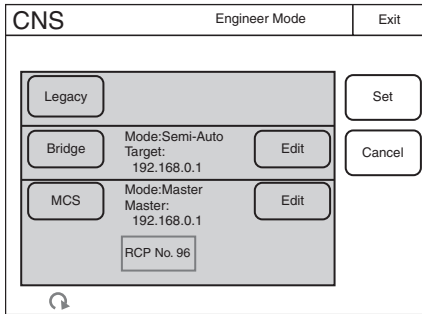 CNS Engineer Mode Exit
Legacy Set
Bridge Mode:Semi-Auto Edit Cancel
Target:
192.168.0.1
MCS Mode:Master Edit
Master:
192.168.0.1
RCP No. 96